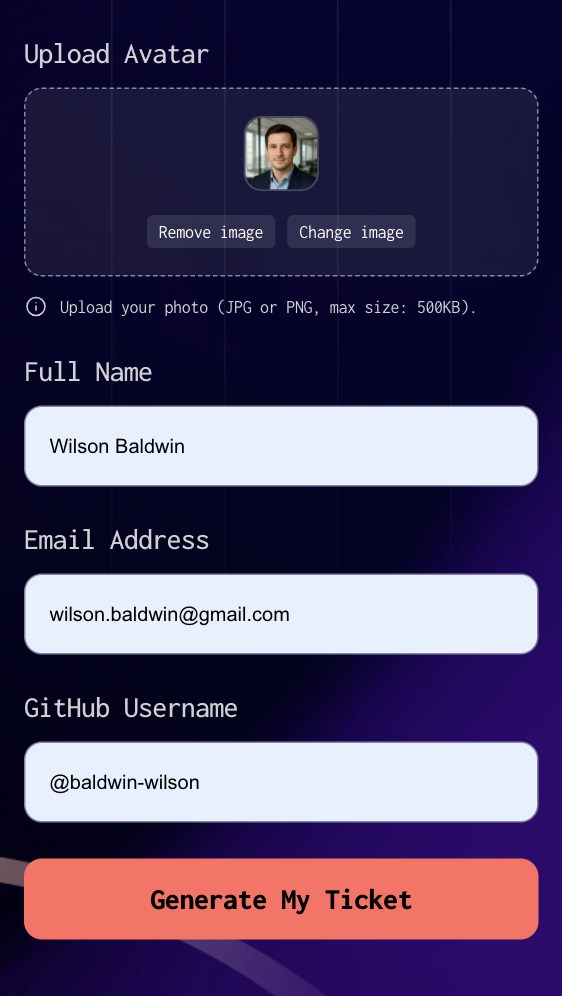 Upload Avatar
Remove image Change image
Upload your photo (JPG or PNG, max size: 500KB).
Full Name
Wilson Baldwin
Email Address
wilson.baldwin@gmail.com
GitHub Username
@baldwin-wilson
Generate My Ticket